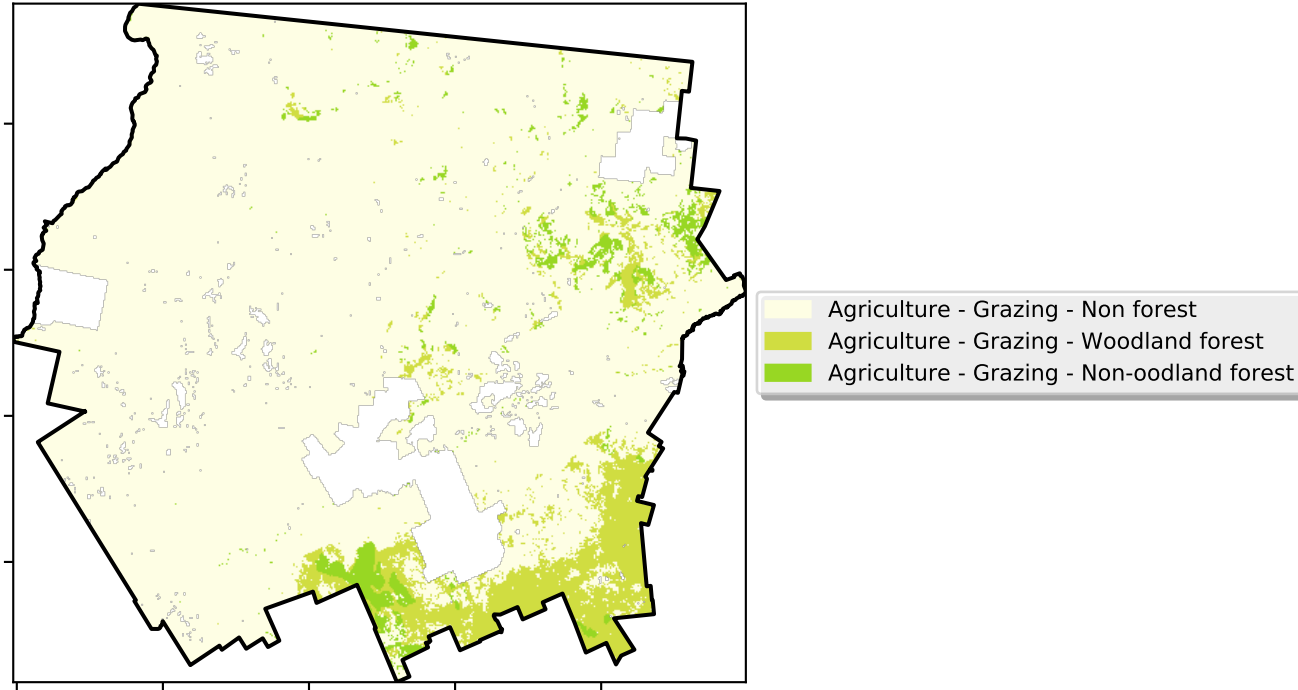 Agriculture - Grazing - Non forest
Agriculture - Grazing - Woodland forest
Agriculture - Grazing - Non-oodland forest